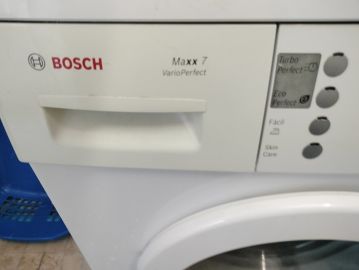 BOSCH
Maxx 7
VarioPerfect
Turbo
Perfect
Eco
Perfect
Fácil
Skin
Care